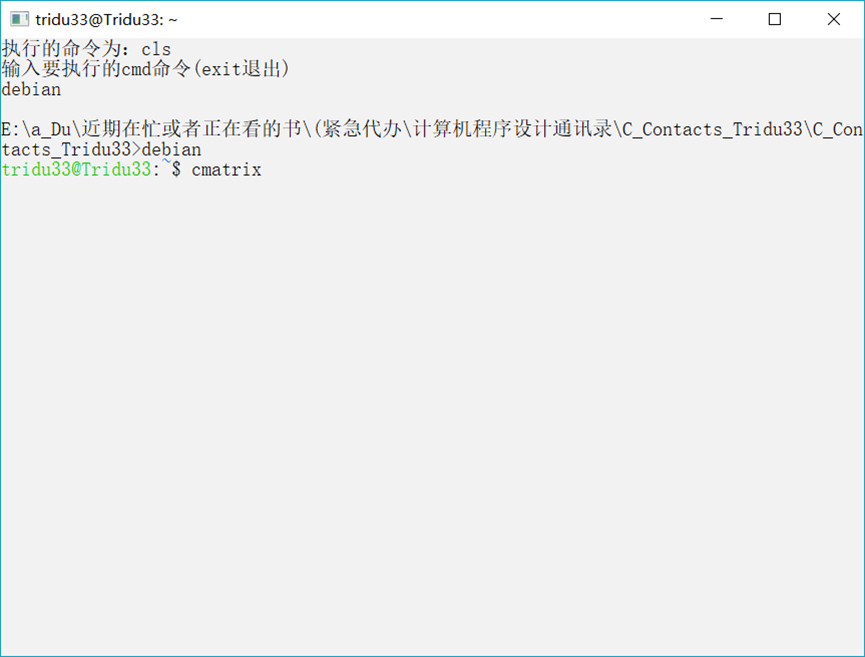 tridu33@Tridu33: ~
执行的命令为：cls
输入要执行的cmd命令(exit退出)
debian
E:\a_Du\近期在忙或者正在看的书\(紧急代办\计算机程序设计通讯录\C_Contacts_Tridu33\C_Con
tacts_Tridu33>debian
tridu33@Tridu33:~$ cmatrix